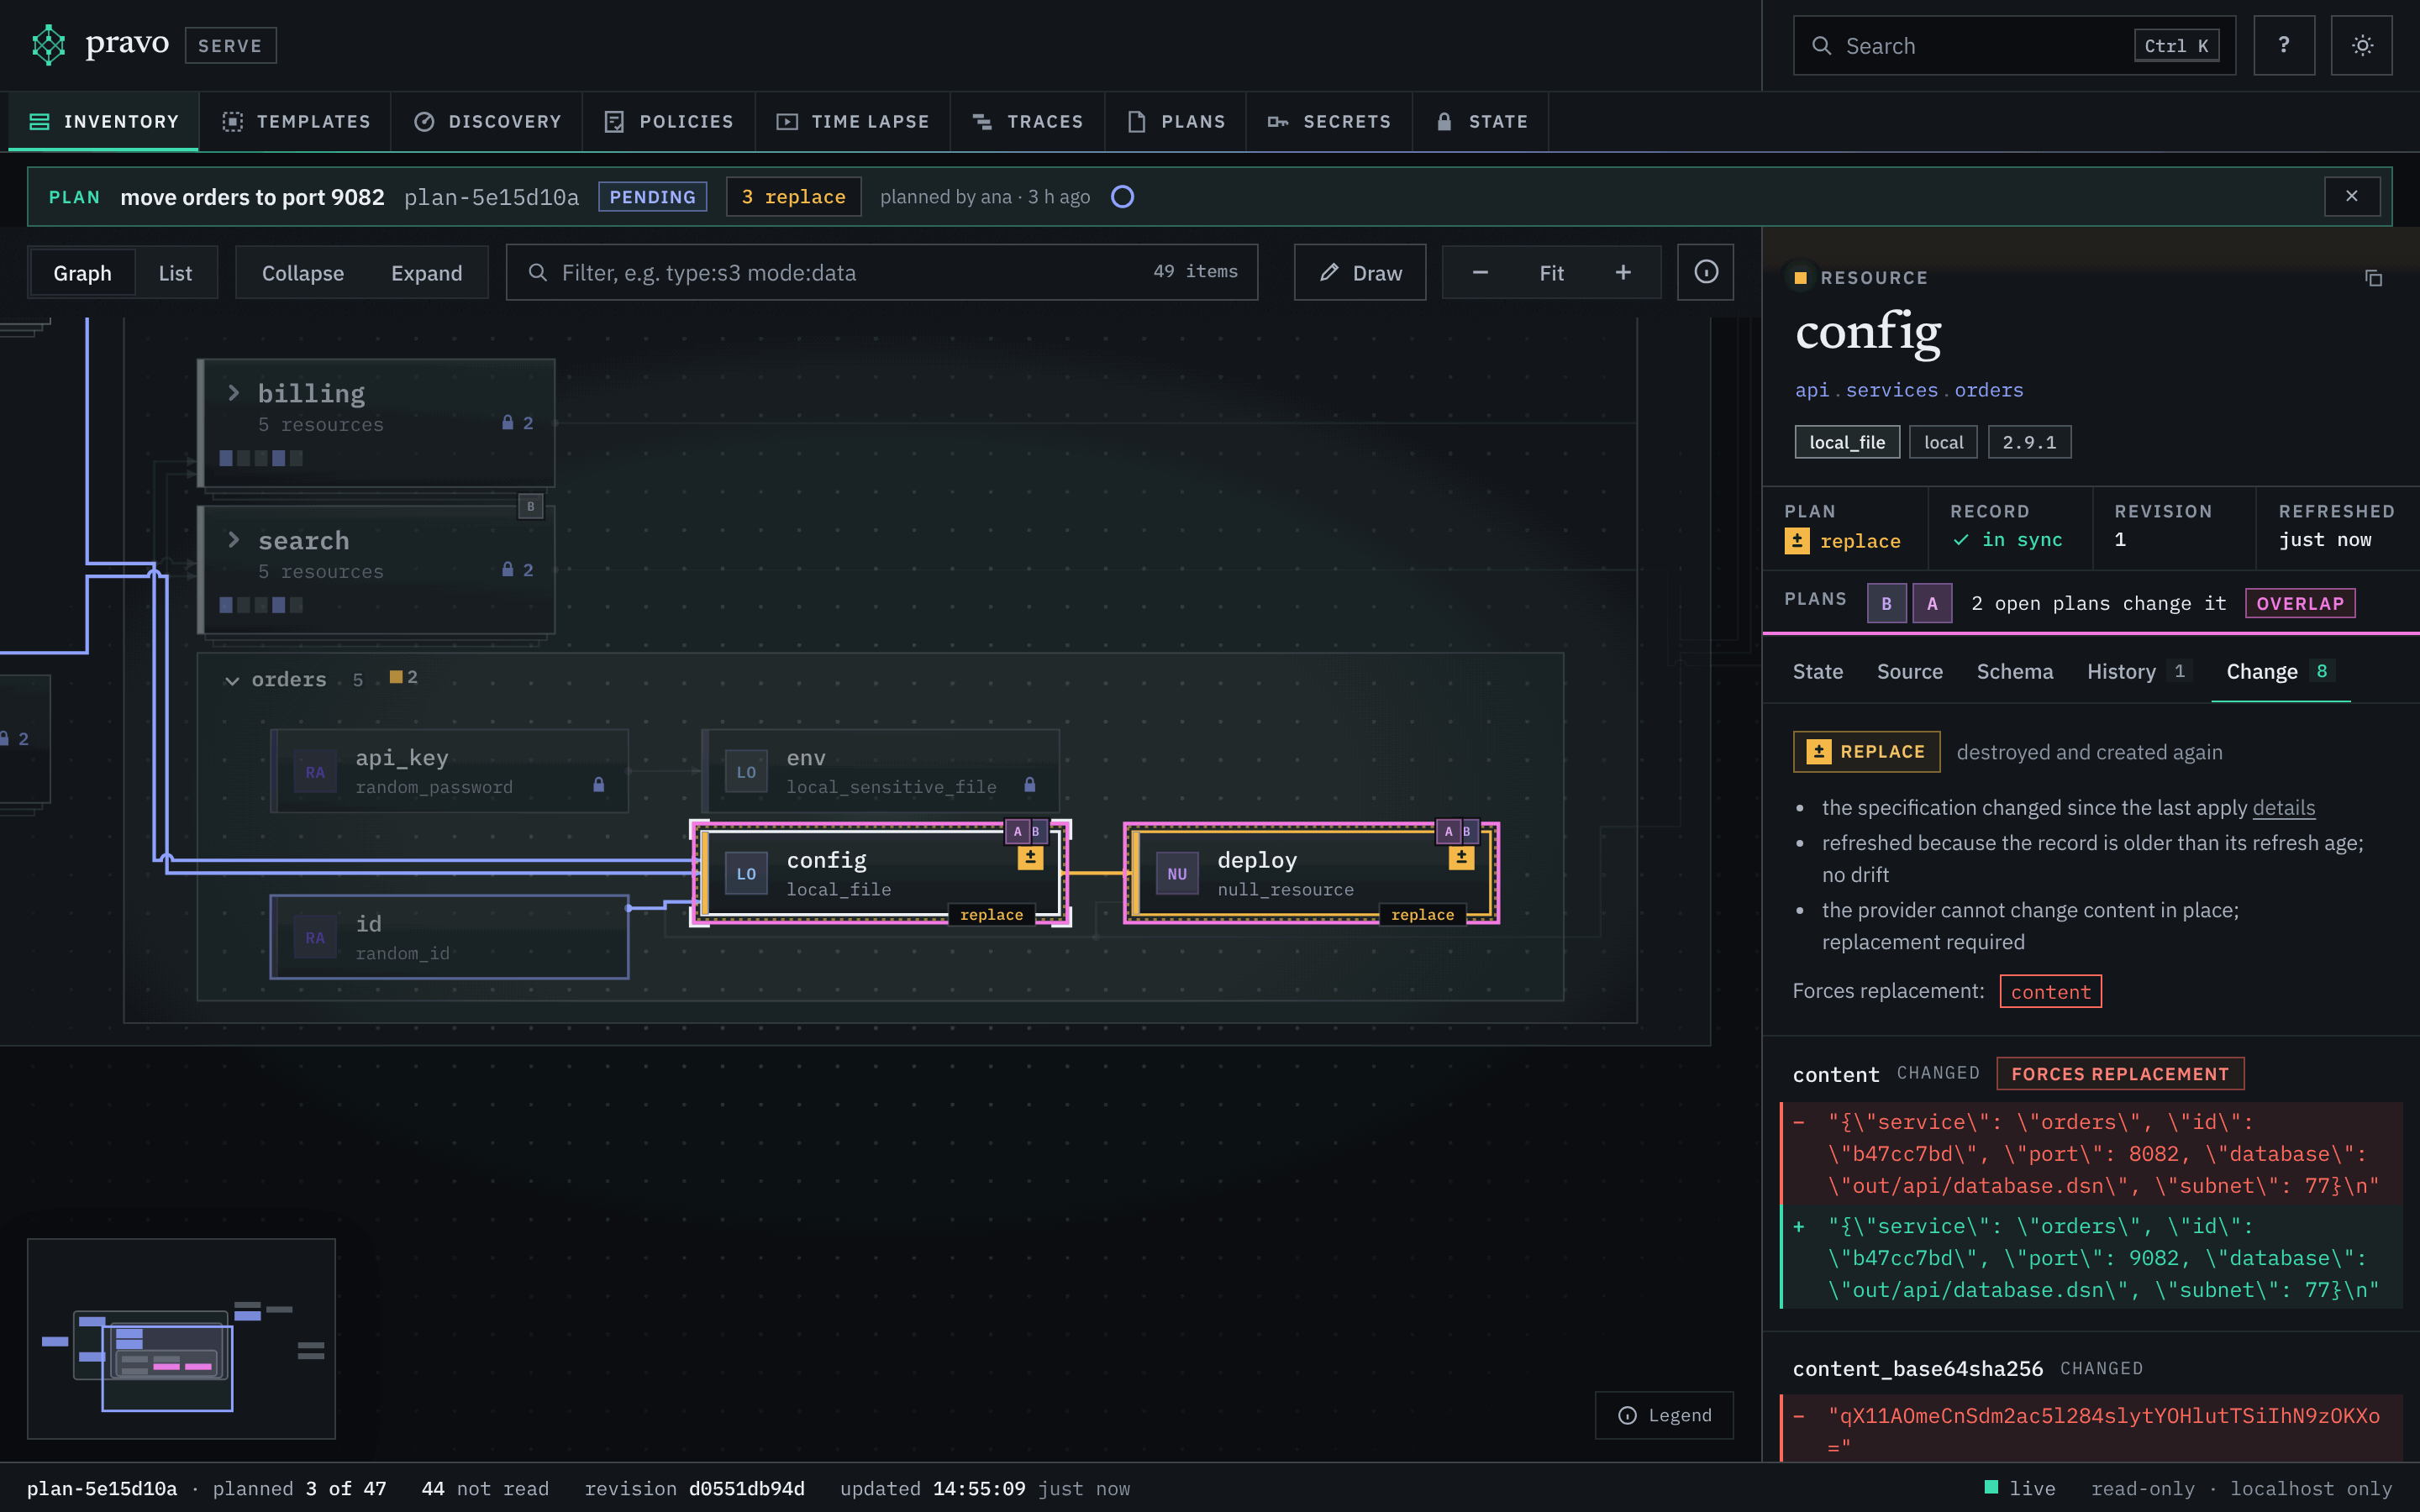 pravo SERVE
Search Ctrl K ?
INVENTORY TEMPLATES DISCOVERY POLICIES TIME LAPSE TRACES PLANS SECRETS STATE
PLAN move orders to port 9082 plan-5e15d10a PENDING 3 replace planned by ana · 3 h ago ×
Graph List Collapse Expand Filter, e.g. type:s3 mode:data 49 items Draw − Fit +
billing
5 resources 2
B
search
5 resources 2
orders 5 2
2
api_key
RA
random_password
env
LO
local_sensitive_file
A B
config
LO
local_file
replace
A B
deploy
NU
null_resource
replace
id
RA
random_id
Legend
RESOURCE
config
api.services.orders
local_file local 2.9.1
PLAN RECORD REVISION REFRESHED
± replace in sync 1 just now
PLANS B A 2 open plans change it OVERLAP
State Source Schema History 1 Change 8
± REPLACE destroyed and created again
• the specification changed since the last apply details
• refreshed because the record is older than its refresh age;
no drift
• the provider cannot change content in place;
replacement required
Forces replacement: content
content CHANGED FORCES REPLACEMENT
− "{\"service\": \"orders\", \"id\":
\"b47cc7bd\", \"port\": 8082, \"database\":
\"out/api/database.dsn\", \"subnet\": 77}\n"
+ "{\"service\": \"orders\", \"id\":
\"b47cc7bd\", \"port\": 9082, \"database\":
\"out/api/database.dsn\", \"subnet\": 77}\n"
content_base64sha256 CHANGED
− "qX11AOmeCnSdm2ac5l284slytYOHlutTSiIhN9zOKXo
="
plan-5e15d10a · planned 3 of 47 44 not read revision d0551db94d updated 14:55:09 just now
live read-only · localhost only